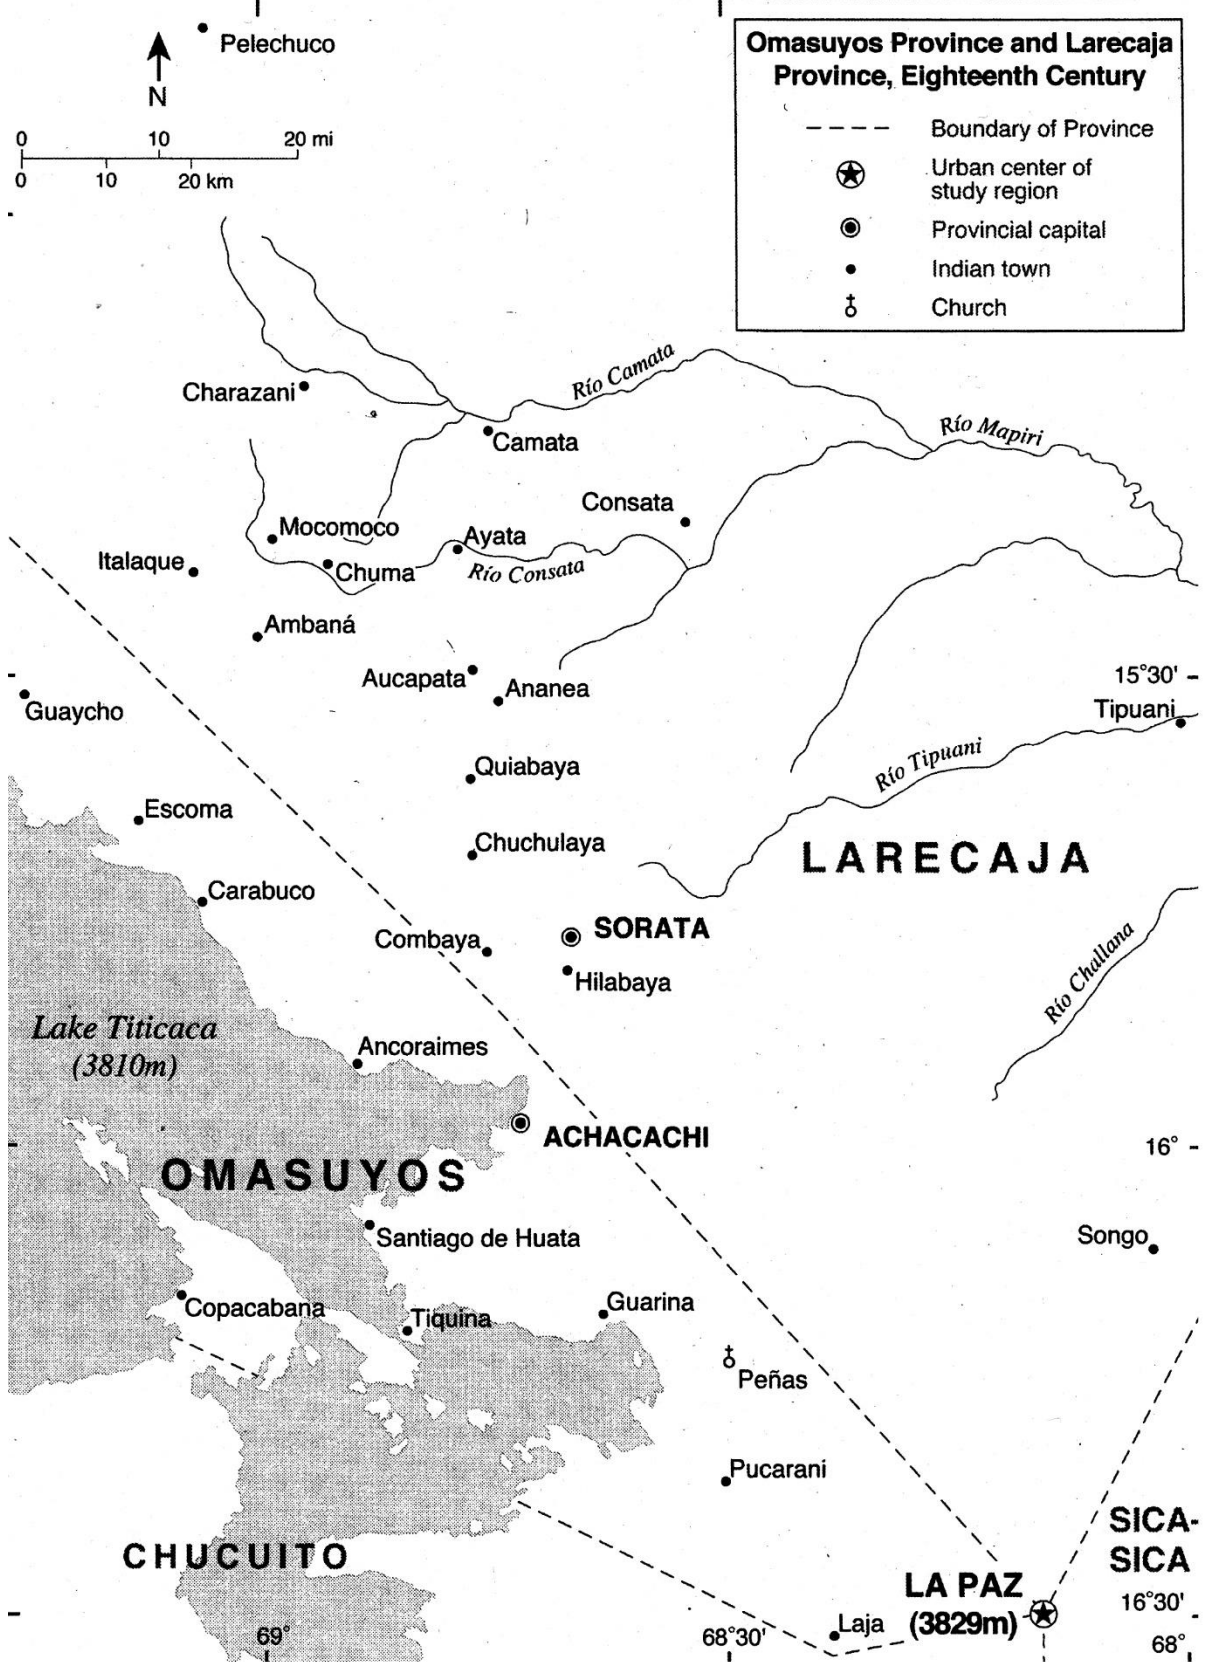 Pelechuco
N
0 10 20 mi
0 10 20 km
Omasuyos Province and Larecaja
Province, Eighteenth Century
Boundary of Province
Urban center of
study region
Provincial capital
Indian town
Church
Río Camata
Charazani
Río Mapiri
Camata
Consata
Mocomoco
Ayata
Italaque
Chuma
Río Consata
Ambaná
Aucapata
Ananea
15°30'
Guaycho
Tipuani
Río Tipuani
Quiabaya
Escoma
Chuchulaya
LARECAJA
Carabuco
SORATA
Combaya
Hilabaya
Río Challana
Lake Titicaca
(3810m)
Ancoraimes
ACHACACHI
16°
OMASUYOS
Santiago de Huata
Songo
Copacabana
Tiquina
Guarina
Peñas
Pucarani
SICA-
SICA
CHUCUITO
LA PAZ
(3829m)
16°30'
Laja
69°
68°30'
68°